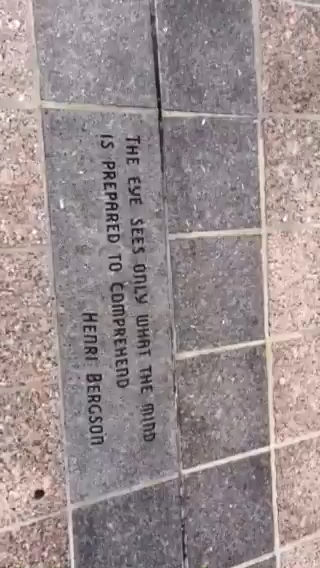 THE EYE SEES ONLY WHAT THE MIND
IS PREPARED TO COMPREHEND
HENRI BERGSON